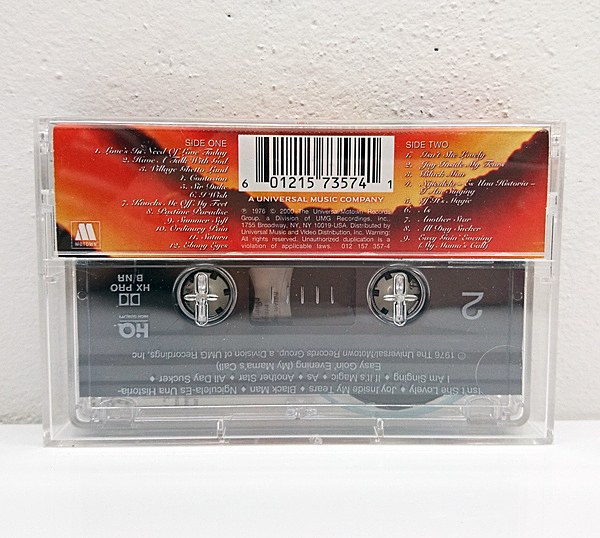 SIDE ONE
1. Love's In Need Of Love Today
2. Have A Talk With God
3. Village Ghetto Land
4. Contusion
5. Sir Duke
6. I Wish
7. Knocks Me Off My Feet
8. Pastime Paradise
9. Summer Soft
10. Ordinary Pain
11. Saturn
12. Ebony Eyes
MOTOWN
6 01215 73574 1
A UNIVERSAL MUSIC COMPANY
℗ 1976 © 2000 The Universal Motown Records
Group, a Division of UMG Recordings, Inc.,
1755 Broadway, NY, NY 10019-USA. Distributed by
Universal Music and Video Distribution, Inc. Warning:
All rights reserved. Unauthorized duplication is a
violation of applicable laws. 012 157 357-4
SIDE TWO
1. Isn't She Lovely
2. Joy Inside My Tears
3. Black Man
4. Ngiculela - Es Una Historia -
I Am Singing
5. If It's Magic
6. As
7. Another Star
8. All Day Sucker
9. Easy Goin' Evening
(My Mama's Call)
2
Isn't She Lovely ♦ Joy Inside My Tears ♦ Black Man ♦ Ngiculela-Es Una Historia-
I Am Singing ♦ If It's Magic ♦ As ♦ Another Star ♦ All Day Sucker ♦
Easy Goin' Evening (My Mama's Call)
© 1976 The Universal/Motown Records Group, a Division of UMG Recordings, Inc
HQ
HIGH QUALITY
HX PRO
B/NR